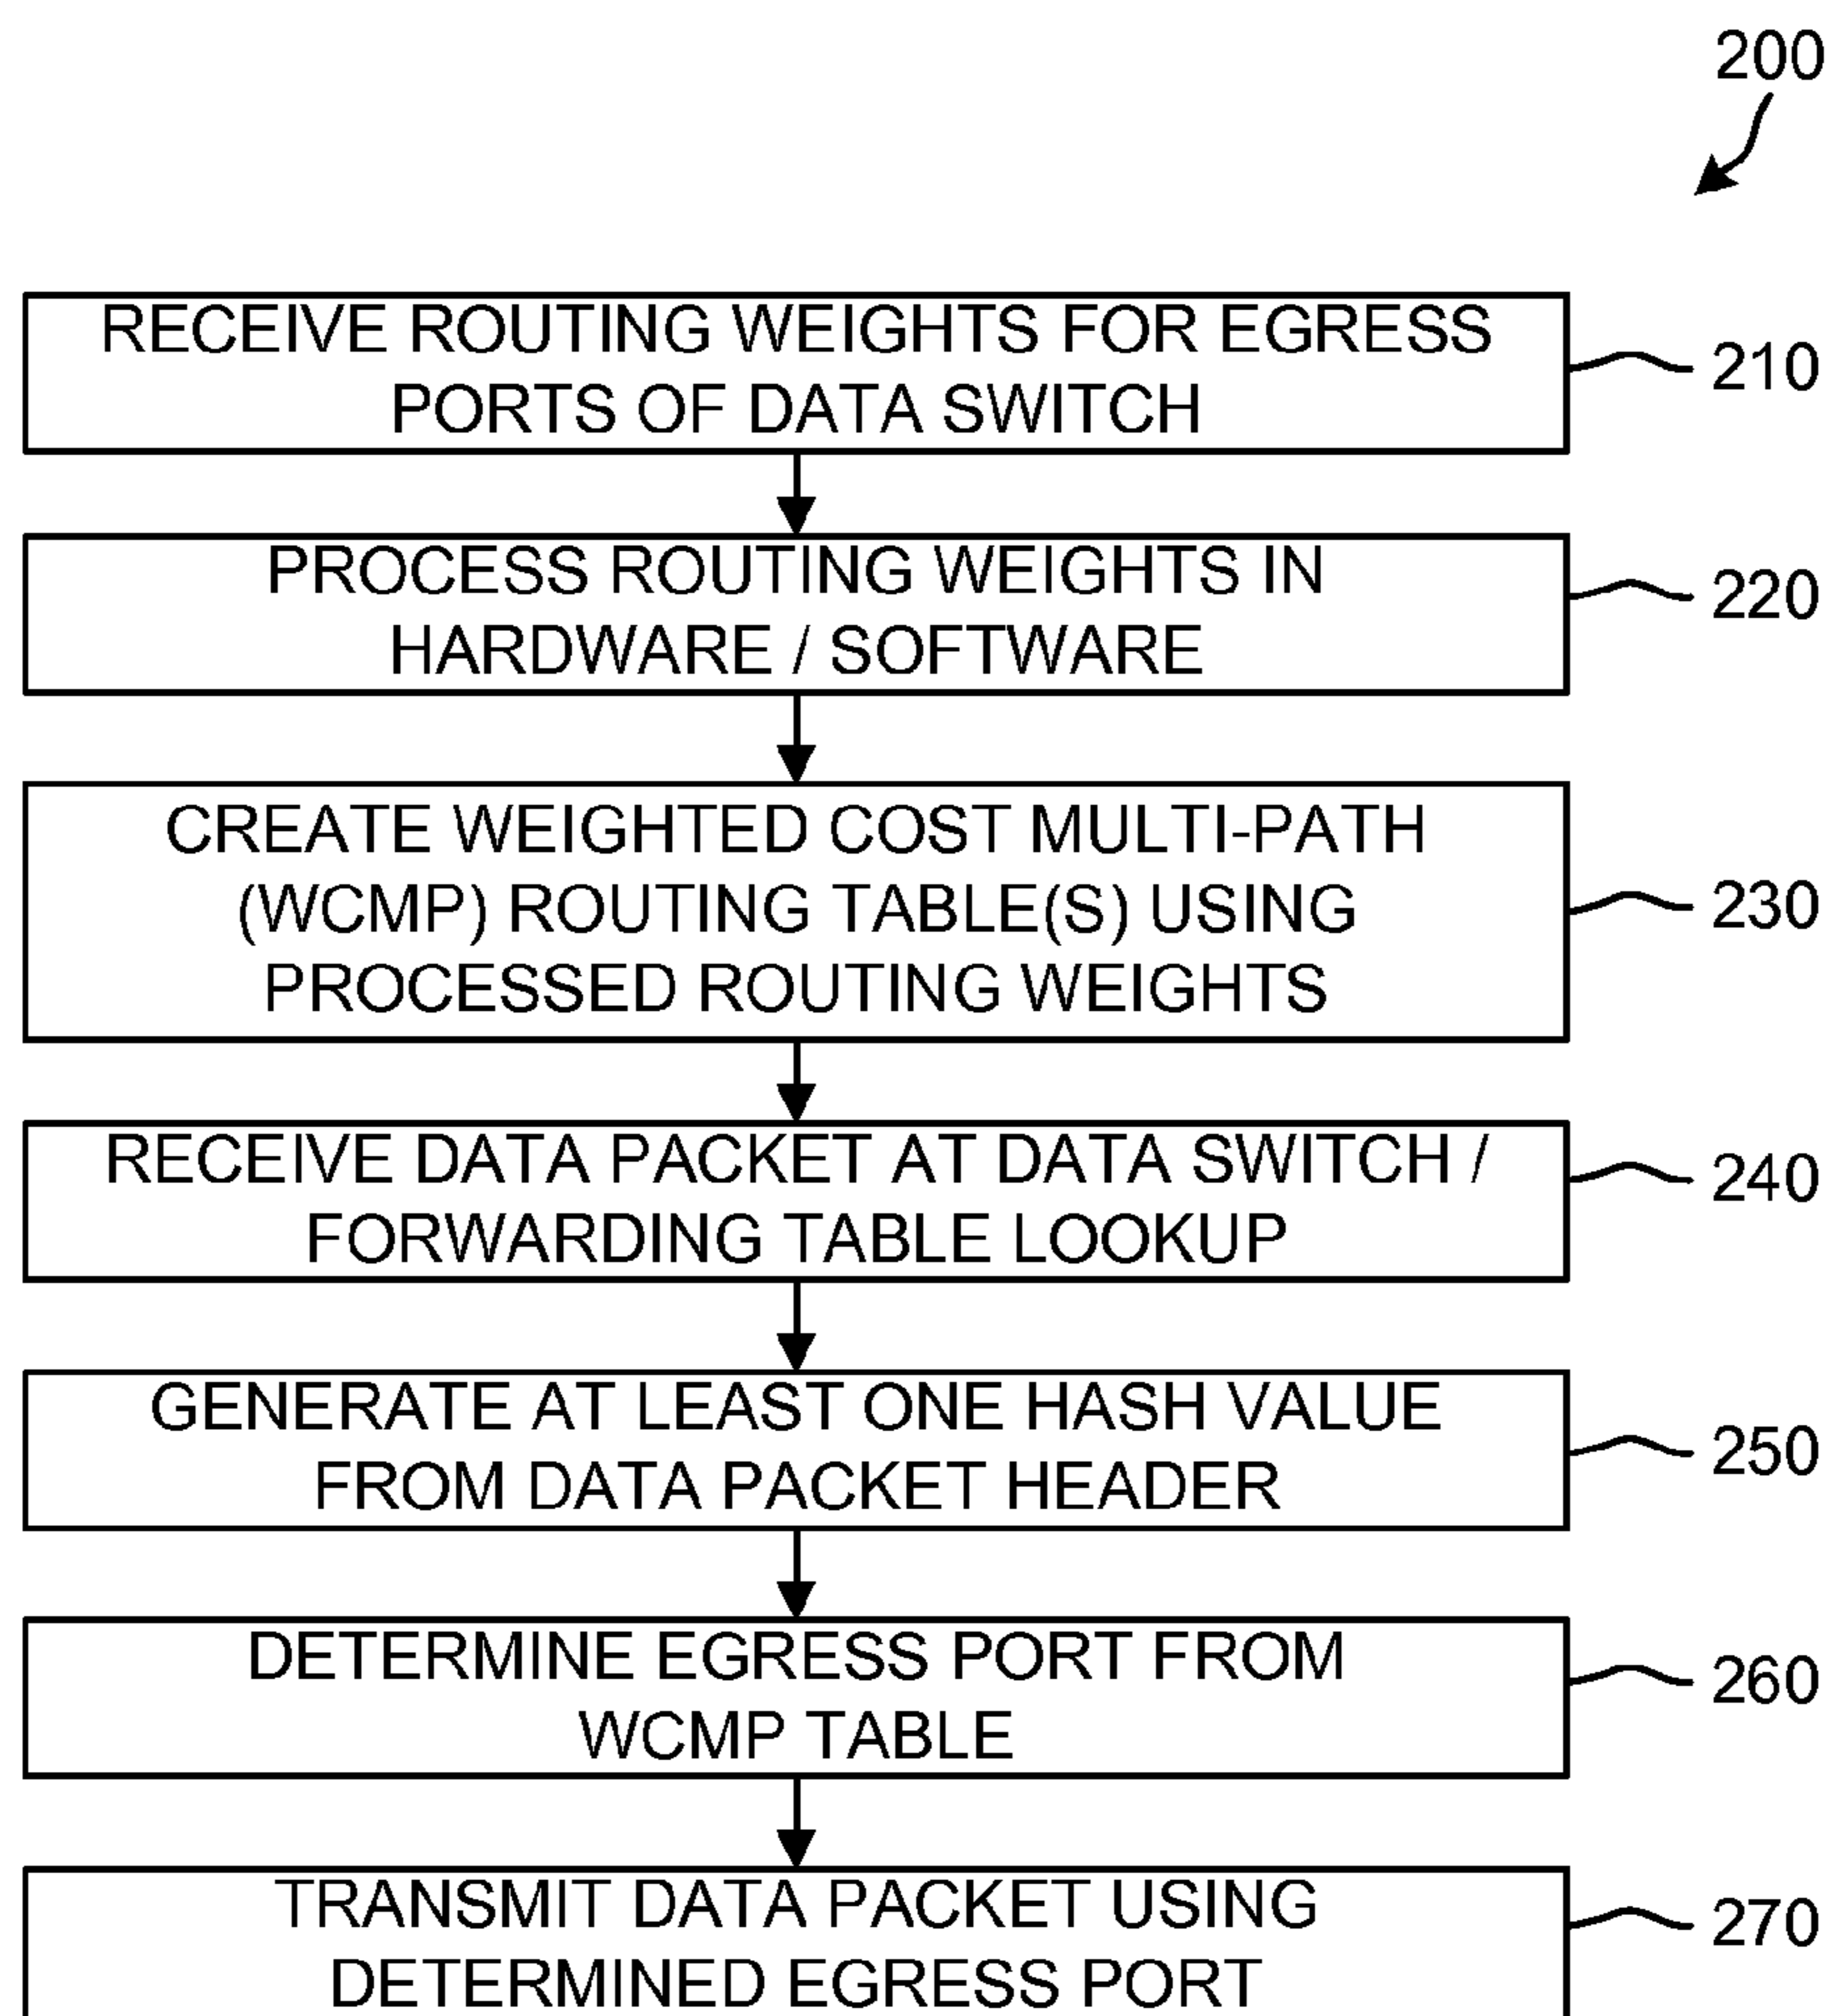 200
RECEIVE ROUTING WEIGHTS FOR EGRESS
PORTS OF DATA SWITCH
210
PROCESS ROUTING WEIGHTS IN
HARDWARE / SOFTWARE
220
CREATE WEIGHTED COST MULTI-PATH
(WCMP) ROUTING TABLE(S) USING
PROCESSED ROUTING WEIGHTS
230
RECEIVE DATA PACKET AT DATA SWITCH /
FORWARDING TABLE LOOKUP
240
GENERATE AT LEAST ONE HASH VALUE
FROM DATA PACKET HEADER
250
DETERMINE EGRESS PORT FROM
WCMP TABLE
260
TRANSMIT DATA PACKET USING
DETERMINED EGRESS PORT
270